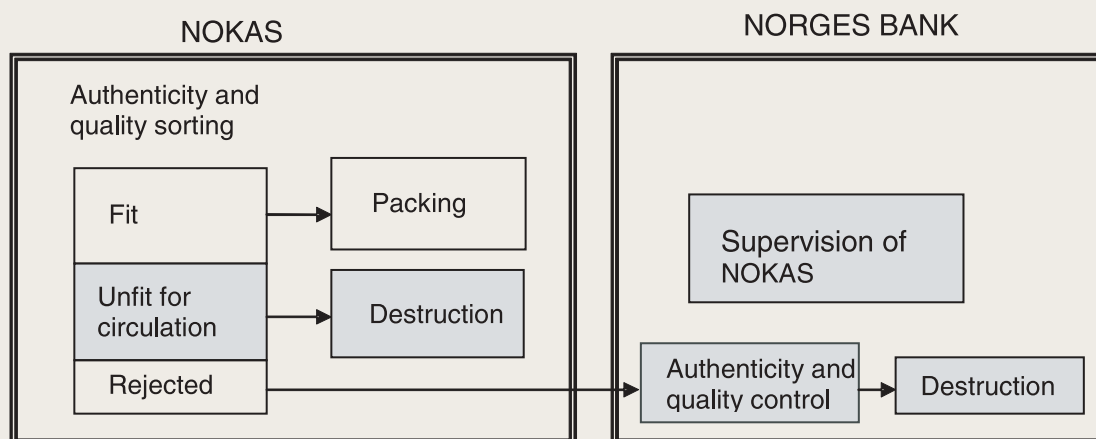 NOKAS
Authenticity and
quality sorting
Fit
Packing
Unfit for
circulation
Destruction
Rejected
NORGES BANK
Supervision of
NOKAS
Authenticity and
quality control
Destruction